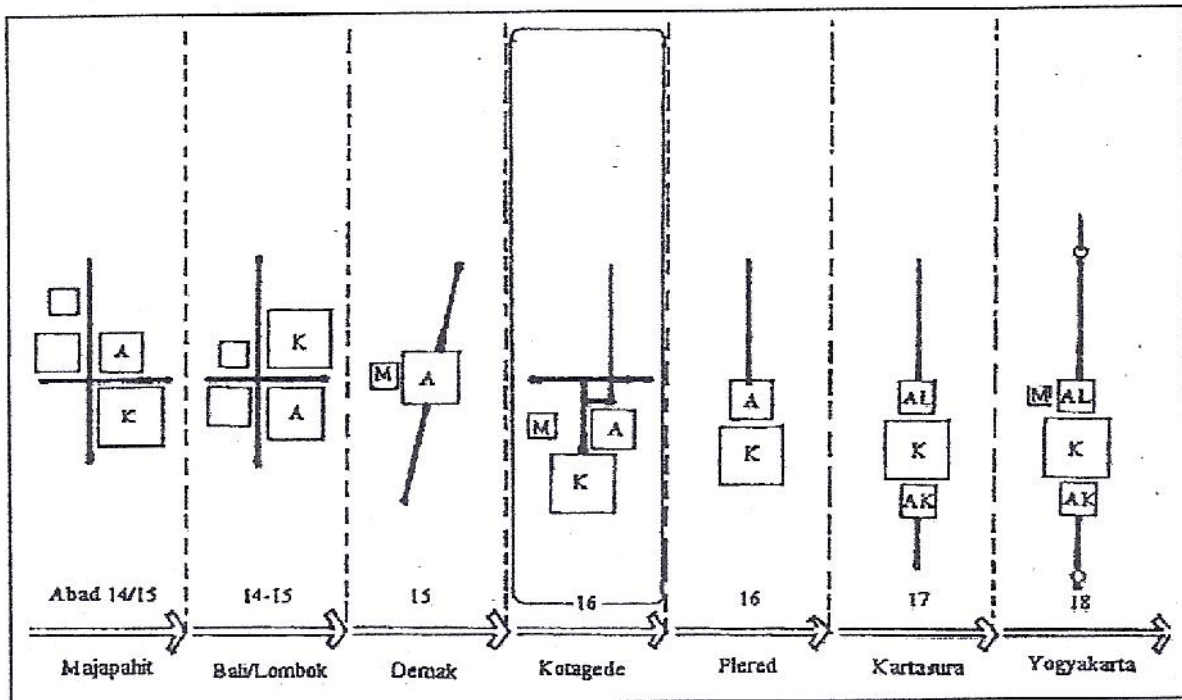 A
K
K
A
M
A
M
A
K
A
K
AL
K
AK
M AL
K
AK
Abad 14/15
14-15
15
16
16
17
18
Majapahit
Bali/Lombok
Demak
Kotagede
Plered
Kartasura
Yogyakarta